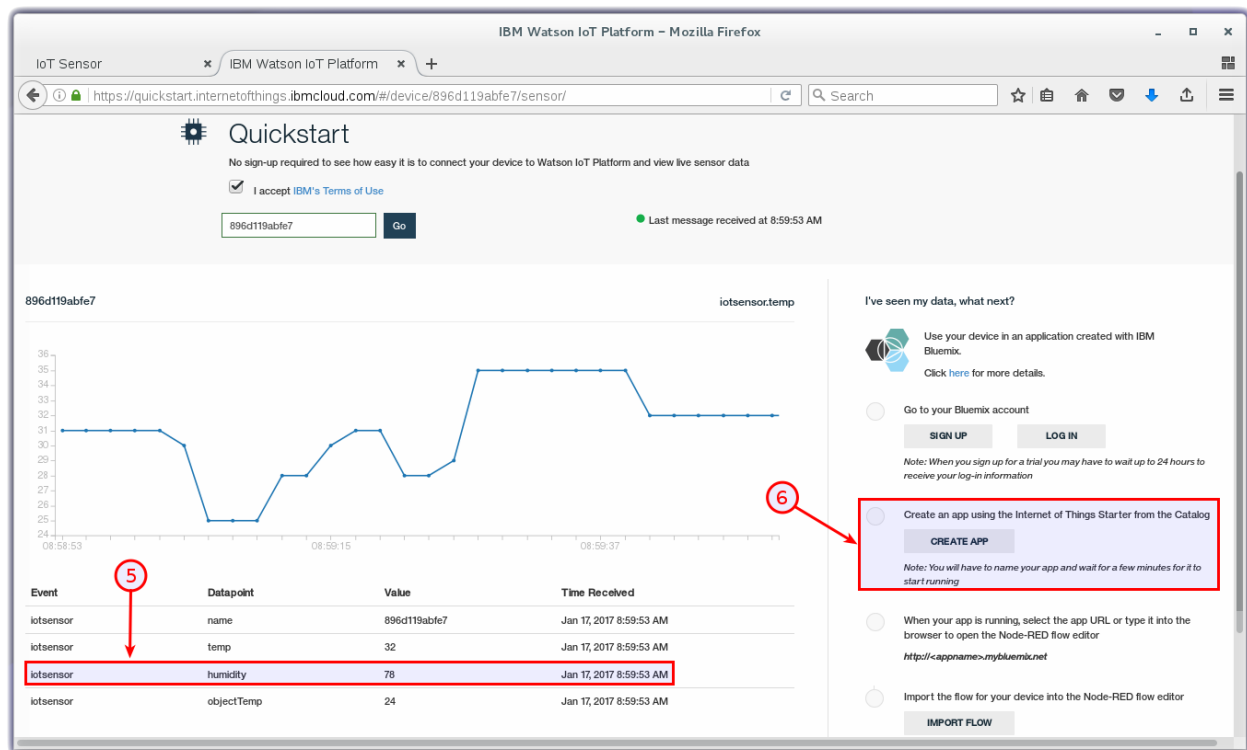 IBM Watson IoT Platform – Mozilla Firefox
IoT Sensor
IBM Watson IoT Platform
https://quickstart.internetofthings.ibmcloud.com/#/device/896d119abfe7/sensor/
Search
Quickstart
No sign-up required to see how easy it is to connect your device to Watson IoT Platform and view live sensor data
I accept IBM's Terms of Use
896d119abfe7 Go
Last message received at 8:59:53 AM
896d119abfe7
iotsensor.temp
36
35
34
33
32
31
30
29
28
27
26
25
24
08:58:53 08:59:15 08:59:37
5
Event Datapoint Value Time Received
iotsensor name 896d119abfe7 Jan 17, 2017 8:59:53 AM
iotsensor temp 32 Jan 17, 2017 8:59:53 AM
iotsensor humidity 78 Jan 17, 2017 8:59:53 AM
iotsensor objectTemp 24 Jan 17, 2017 8:59:53 AM
I've seen my data, what next?
Use your device in an application created with IBM
Bluemix.
Click here for more details.
Go to your Bluemix account
SIGN UP LOG IN
Note: When you sign up for a trial you may have to wait up to 24 hours to
receive your log-in information
6
Create an app using the Internet of Things Starter from the Catalog
CREATE APP
Note: You will have to name your app and wait for a few minutes for it to
start running
When your app is running, select the app URL or type it into the
browser to open the Node-RED flow editor
http://<appname>.mybluemix.net
Import the flow for your device into the Node-RED flow editor
IMPORT FLOW